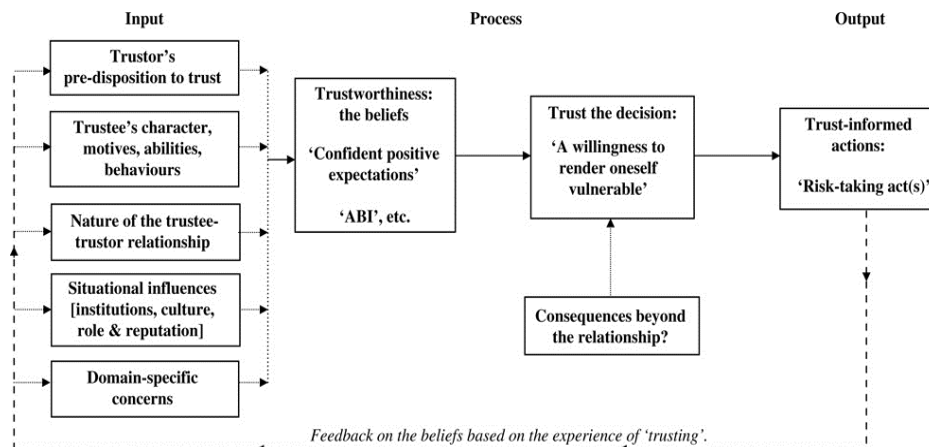 Input
Process
Output
Trustor’s
pre-disposition to trust
Trustee’s character,
motives, abilities,
behaviours
Nature of the trustee-
trustor relationship
Situational influences
[institutions, culture,
role & reputation]
Domain-specific
concerns
Trustworthiness:
the beliefs
‘Confident positive
expectations’
‘ABI’, etc.
Trust the decision:
‘A willingness to
render oneself
vulnerable’
Consequences beyond
the relationship?
Trust-informed
actions:
‘Risk-taking act(s)’
Feedback on the beliefs based on the experience of ‘trusting’.